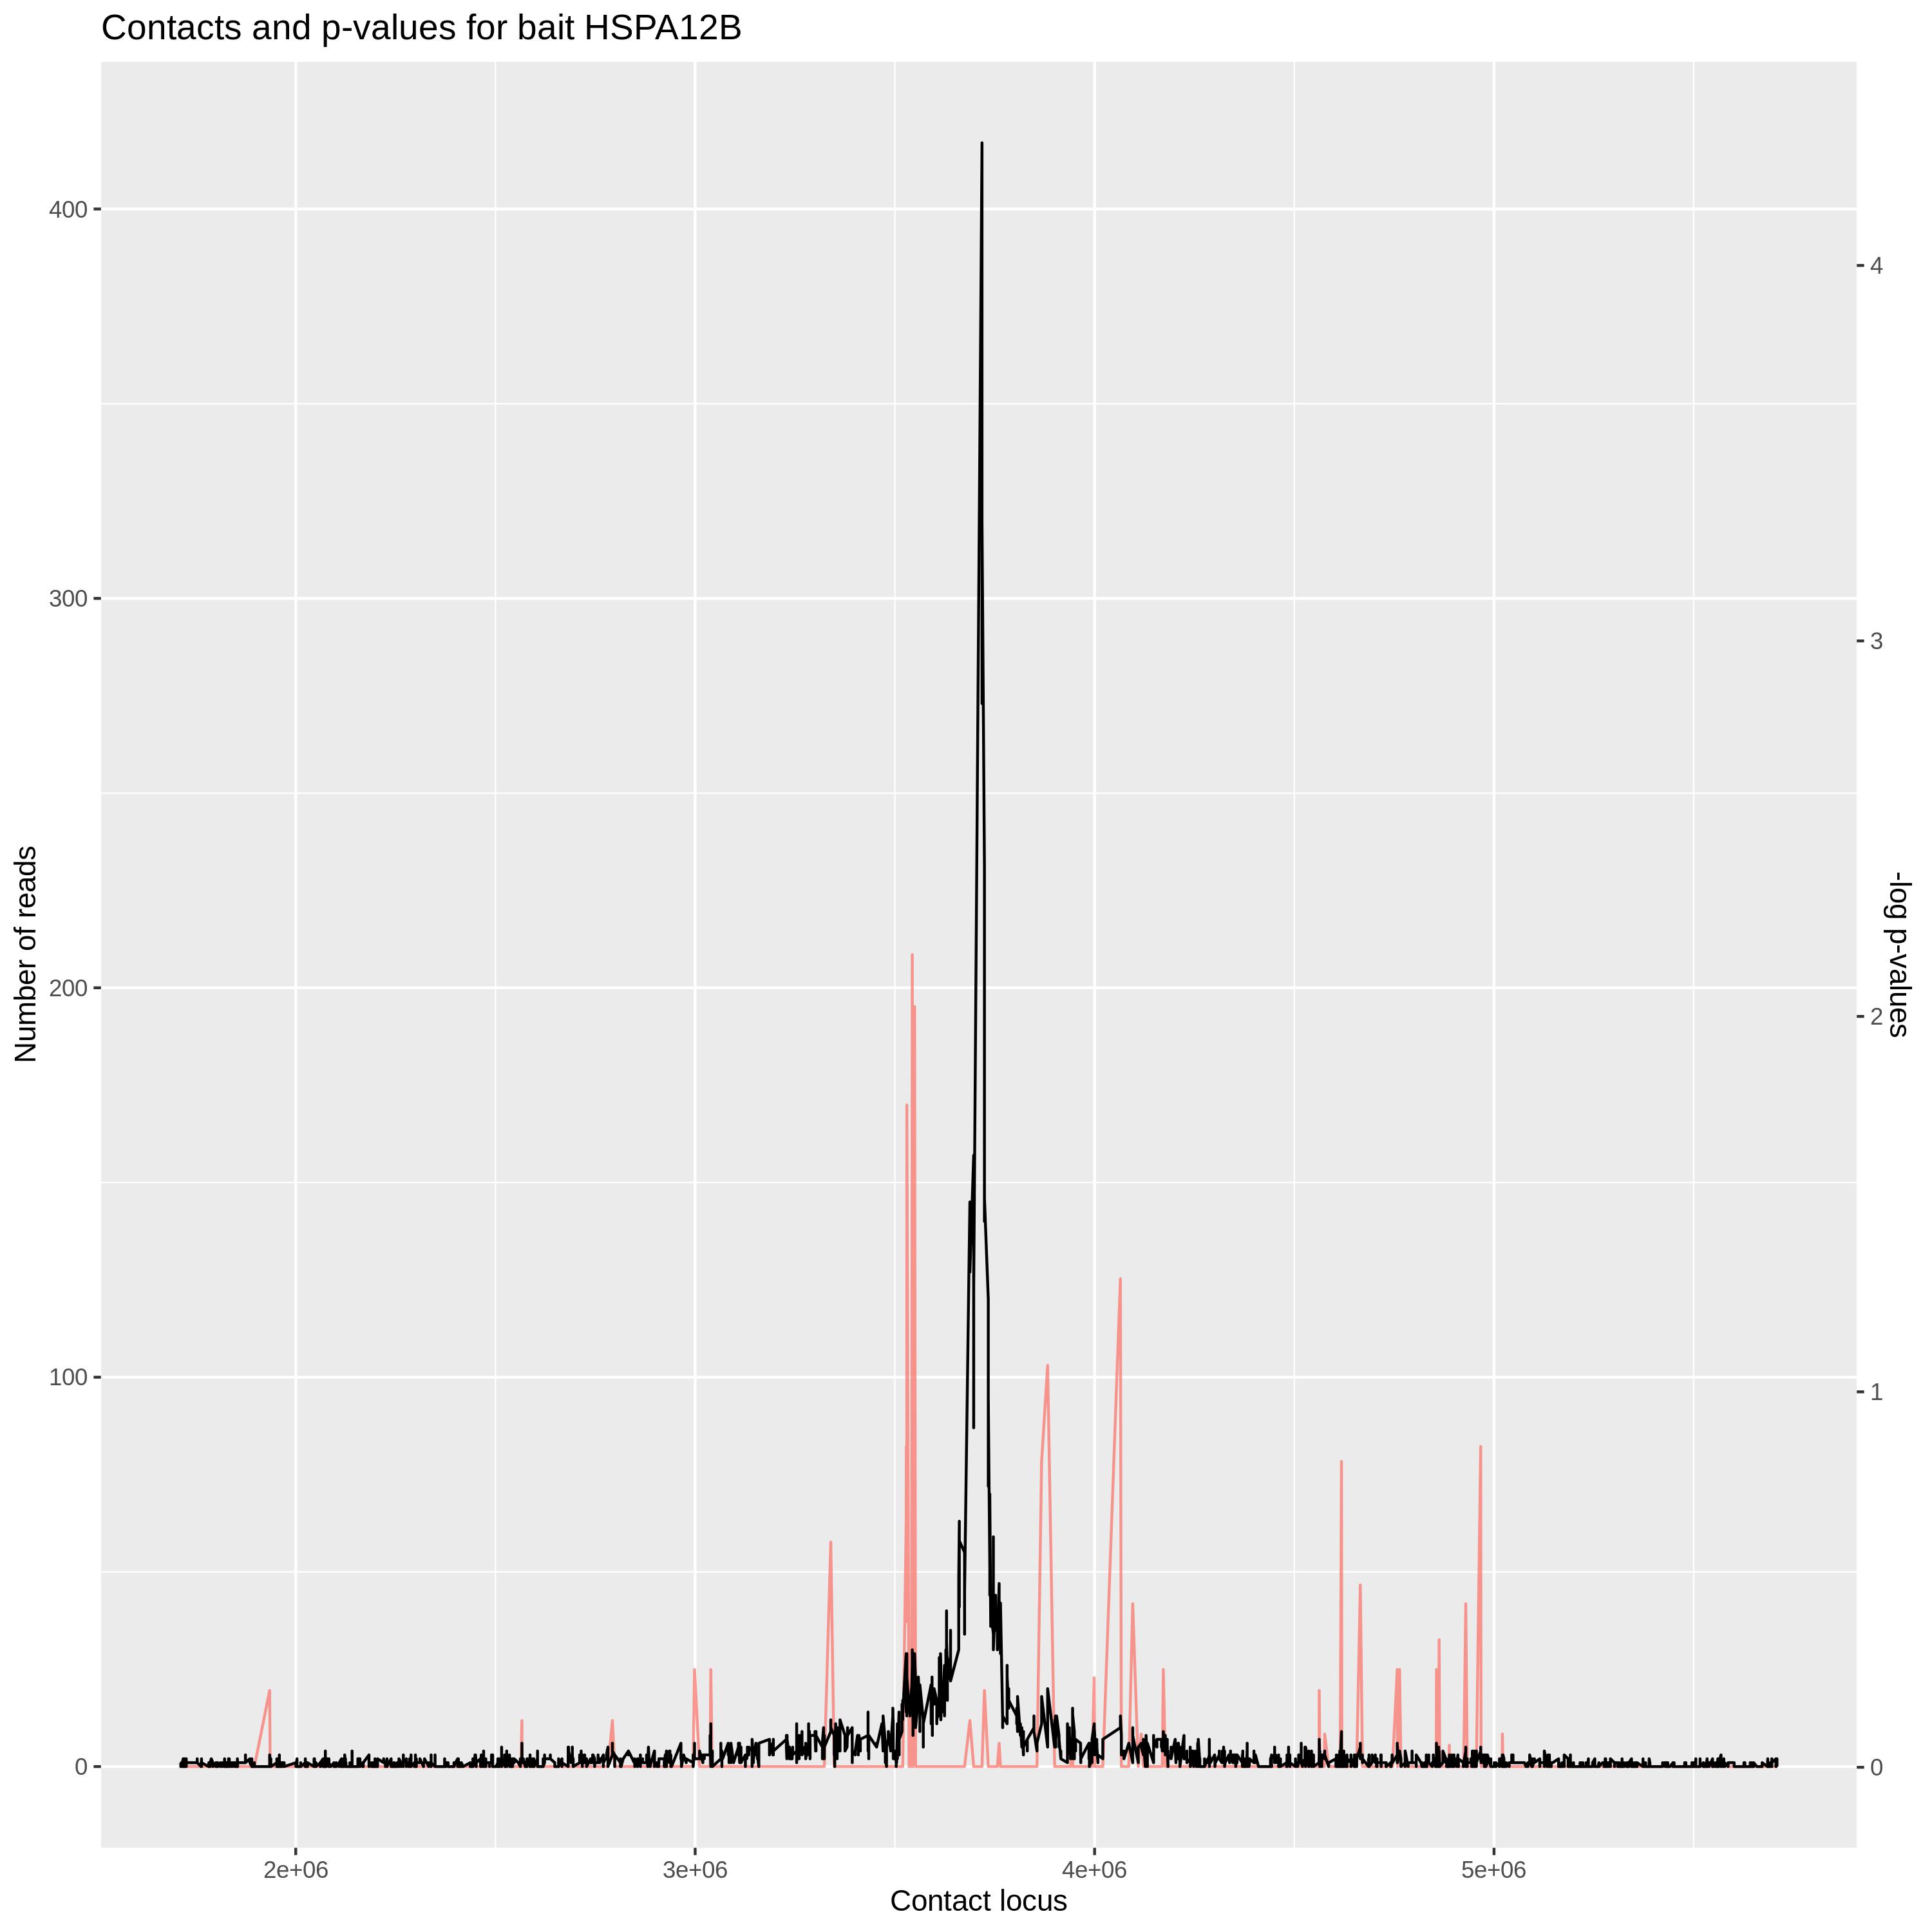 Contacts and p-values for bait HSPA12B
400
300
200
100
0
4
3
2
1
0
Number of reads
-log p-values
2e+06
3e+06
4e+06
5e+06
Contact locus